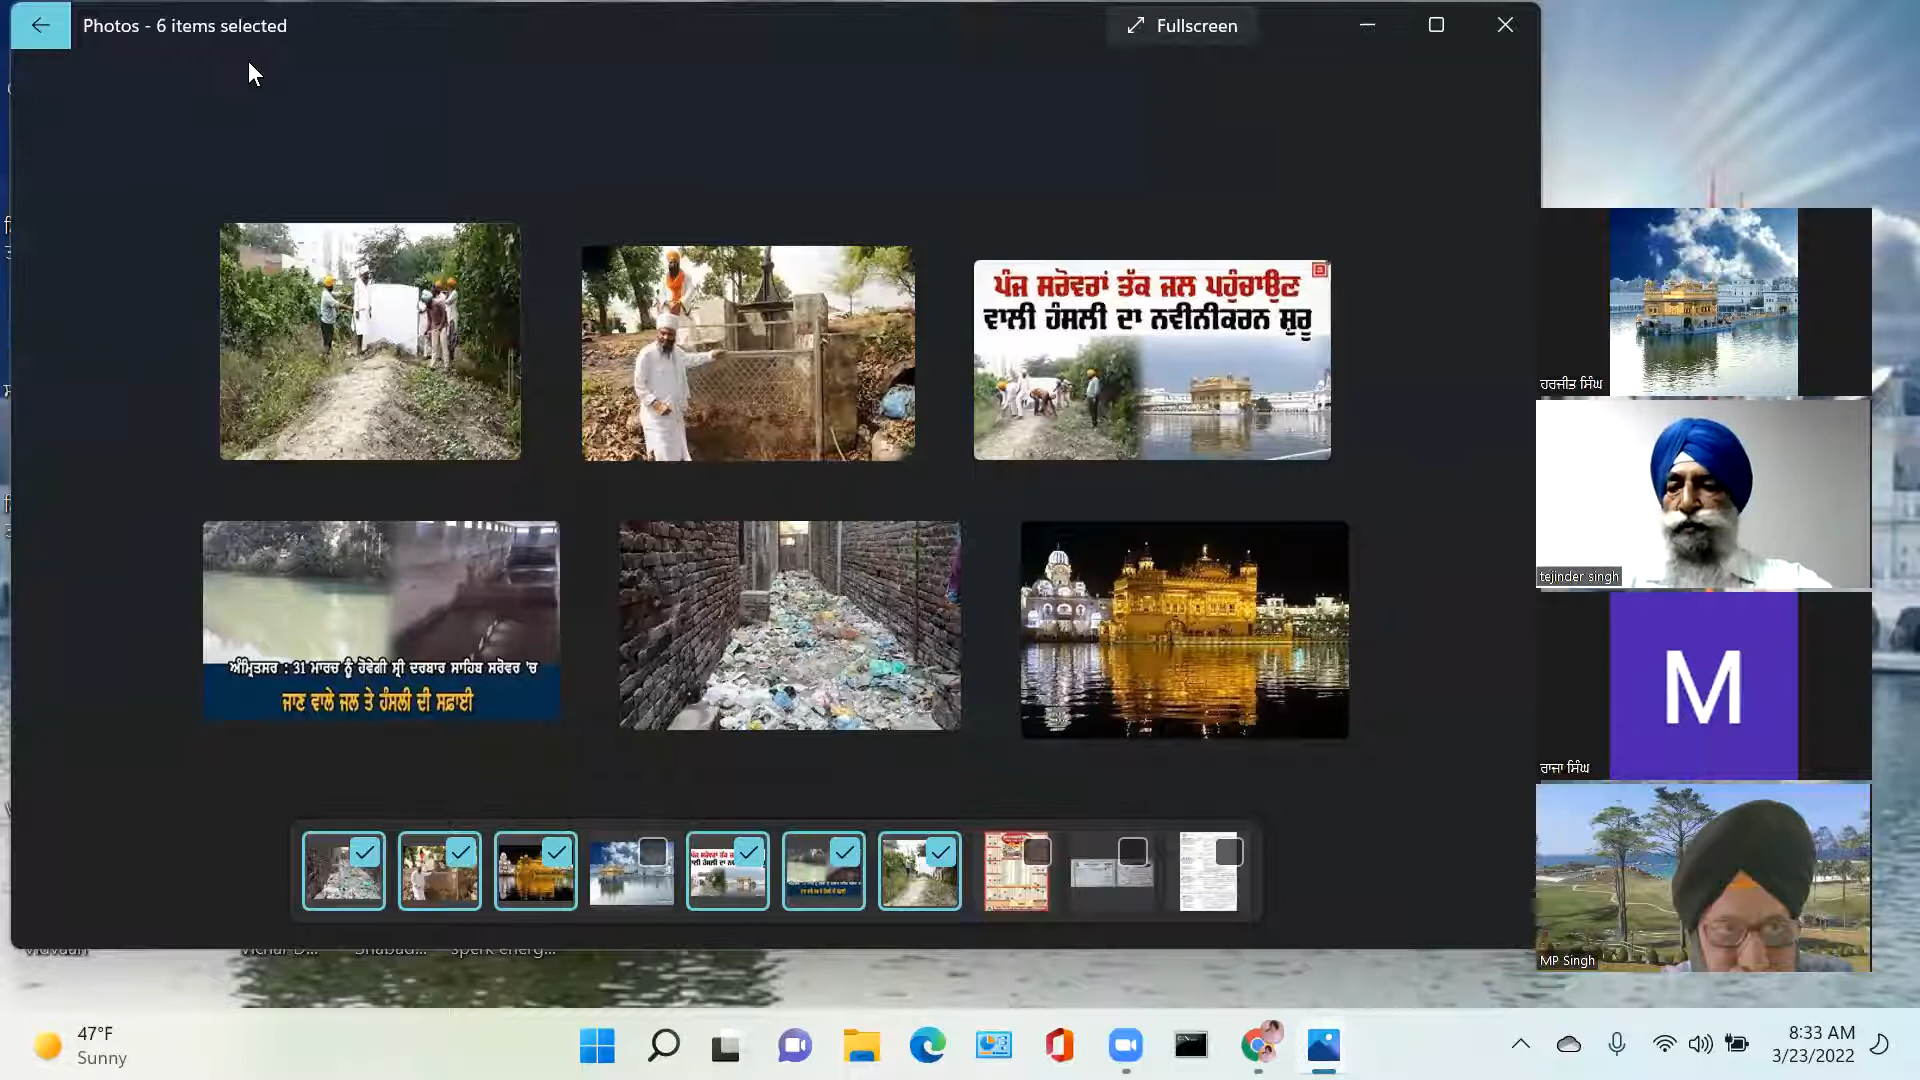 Photos - 6 items selected
Fullscreen
ਪੰਜ ਸਰੋਵਰਾਂ ਤੱਕ ਜਲ ਪਹੁੰਚਾਉਣ
ਵਾਲੀ ਹੰਸਲੀ ਦਾ ਨਵੀਨੀਕਰਨ ਸ਼ੁਰੂ
ਅੰਮ੍ਰਿਤਸਰ : 31 ਮਾਰਚ ਨੂੰ ਹੋਵੇਗੀ ਸ੍ਰੀ ਦਰਬਾਰ ਸਾਹਿਬ ਸਰੋਵਰ 'ਚ
ਜਾਣ ਵਾਲੇ ਜਲ ਤੇ ਹੰਸਲੀ ਦੀ ਸਫ਼ਾਈ
ਹਰਜੀਤ ਸਿੰਘ
tejinder singh
M
ਰਾਜਾ ਸਿੰਘ
MP Singh
47°F
Sunny
8:33 AM
3/23/2022